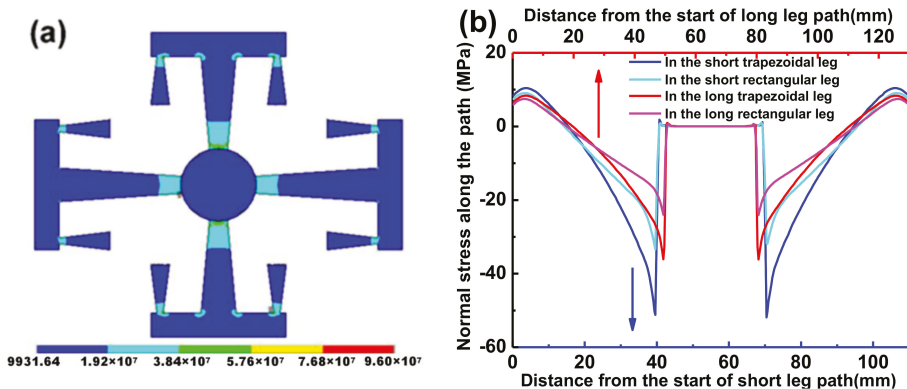 (a)
9931.64 1.92×10⁷ 3.84×10⁷ 5.76×10⁷ 7.68×10⁷ 9.60×10⁷
(b)
Distance from the start of long leg path(mm)
0 20 40 60 80 100 120
Normal stress along the path (MPa)
20
0
-20
-40
-60
In the short trapezoidal leg
In the short rectangular leg
In the long trapezoidal leg
In the long rectangular leg
0 20 40 60 80 100
Distance from the start of short leg path(mm)